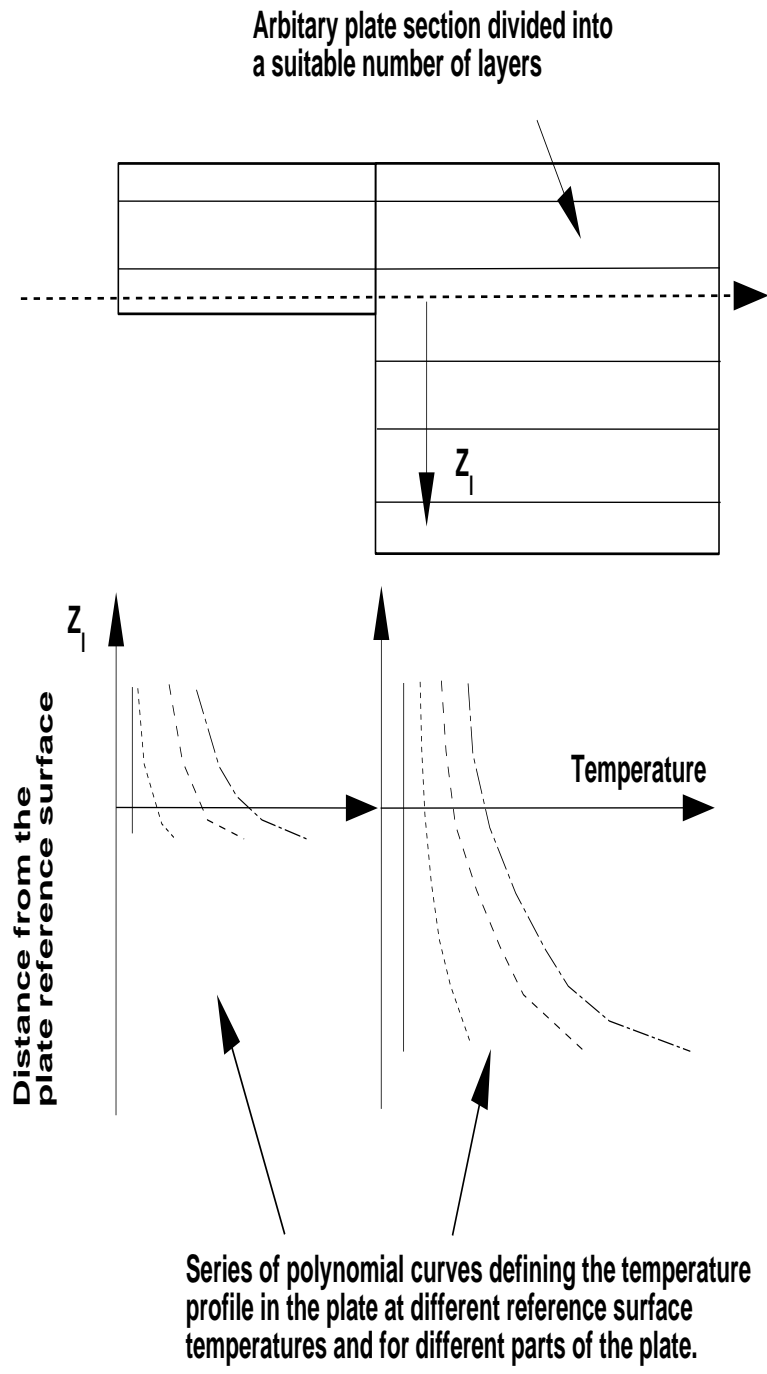 Arbitary plate section divided into
a suitable number of layers
Zl
Zl
Temperature
Distance from the
plate reference surface
Series of polynomial curves defining the temperature
profile in the plate at different reference surface
temperatures and for different parts of the plate.